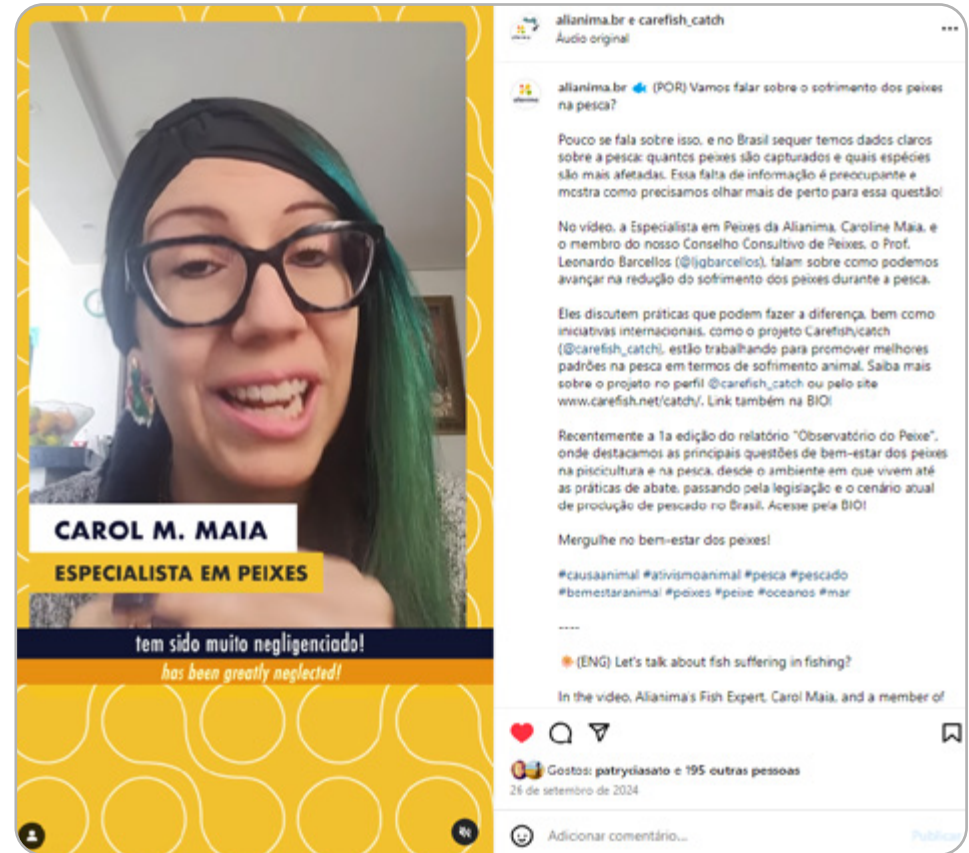 CAROL M. MAIA
ESPECIALISTA EM PEIXES
tem sido muito negligenciado!
has been greatly neglected!
alianima.br e carefish_catch
Áudio original
alianima.br 🐟 (POR) Vamos falar sobre o sofrimento dos peixes
na pesca?
Pouco se fala sobre isso, e no Brasil sequer temos dados claros
sobre a pesca: quantos peixes são capturados e quais espécies
são mais afetadas. Essa falta de informação é preocupante e
mostra como precisamos olhar mais de perto para essa questão!
No vídeo, a Especialista em Peixes da Alianima, Caroline Maia, e
o membro do nosso Conselho Consultivo de Peixes, o Prof.
Leonardo Barcellos (@ljgbarcellos), falam sobre como podemos
avançar na redução do sofrimento dos peixes durante a pesca.
Eles discutem práticas que podem fazer a diferença, bem como
iniciativas internacionais, como o projeto Carefish/catch
(@carefish_catch), estão trabalhando para promover melhores
padrões na pesca em termos de sofrimento animal. Saiba mais
sobre o projeto no perfil @carefish_catch ou pelo site
www.carefish.net/catch/. Link também na BIO!
Recentemente a 1a edição do relatório "Observatório do Peixe",
onde destacamos as principais questões de bem-estar dos peixes
na piscicultura e na pesca, desde o ambiente em que vivem até
as práticas de abate, passando pela legislação e o cenário atual
de produção de pescado no Brasil. Acesse pela BIO!
Mergulhe no bem-estar dos peixes!
#causaanimal #ativismoanimal #pesca #pescado
#bemestaranimal #peixes #peixe #oceanos #mar
----
(ENG) Let's talk about fish suffering in fishing?
In the video, Alianima's Fish Expert, Carol Maia, and a member of
Gostos: patryciasato e 195 outras pessoas
26 de setembro de 2024
Adicionar comentário...
Publicar